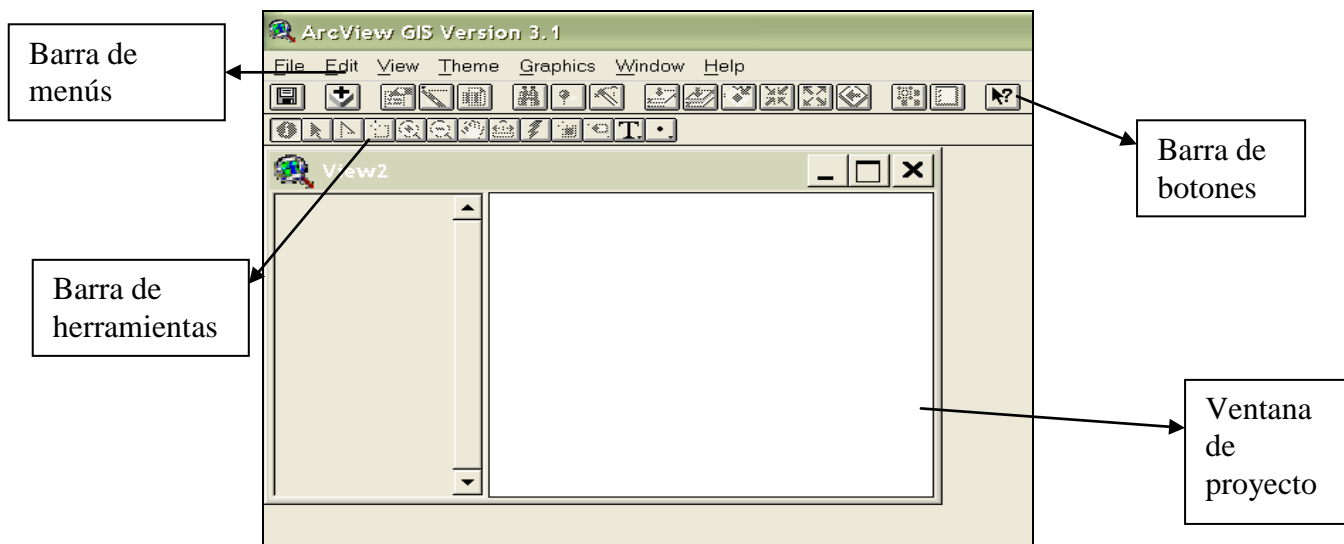 ArcView GIS Version 3.1
Barra de
menús
File Edit View Theme Graphics Window Help
T
Barra de
botones
View2
Barra de
herramientas
Ventana
de
proyecto